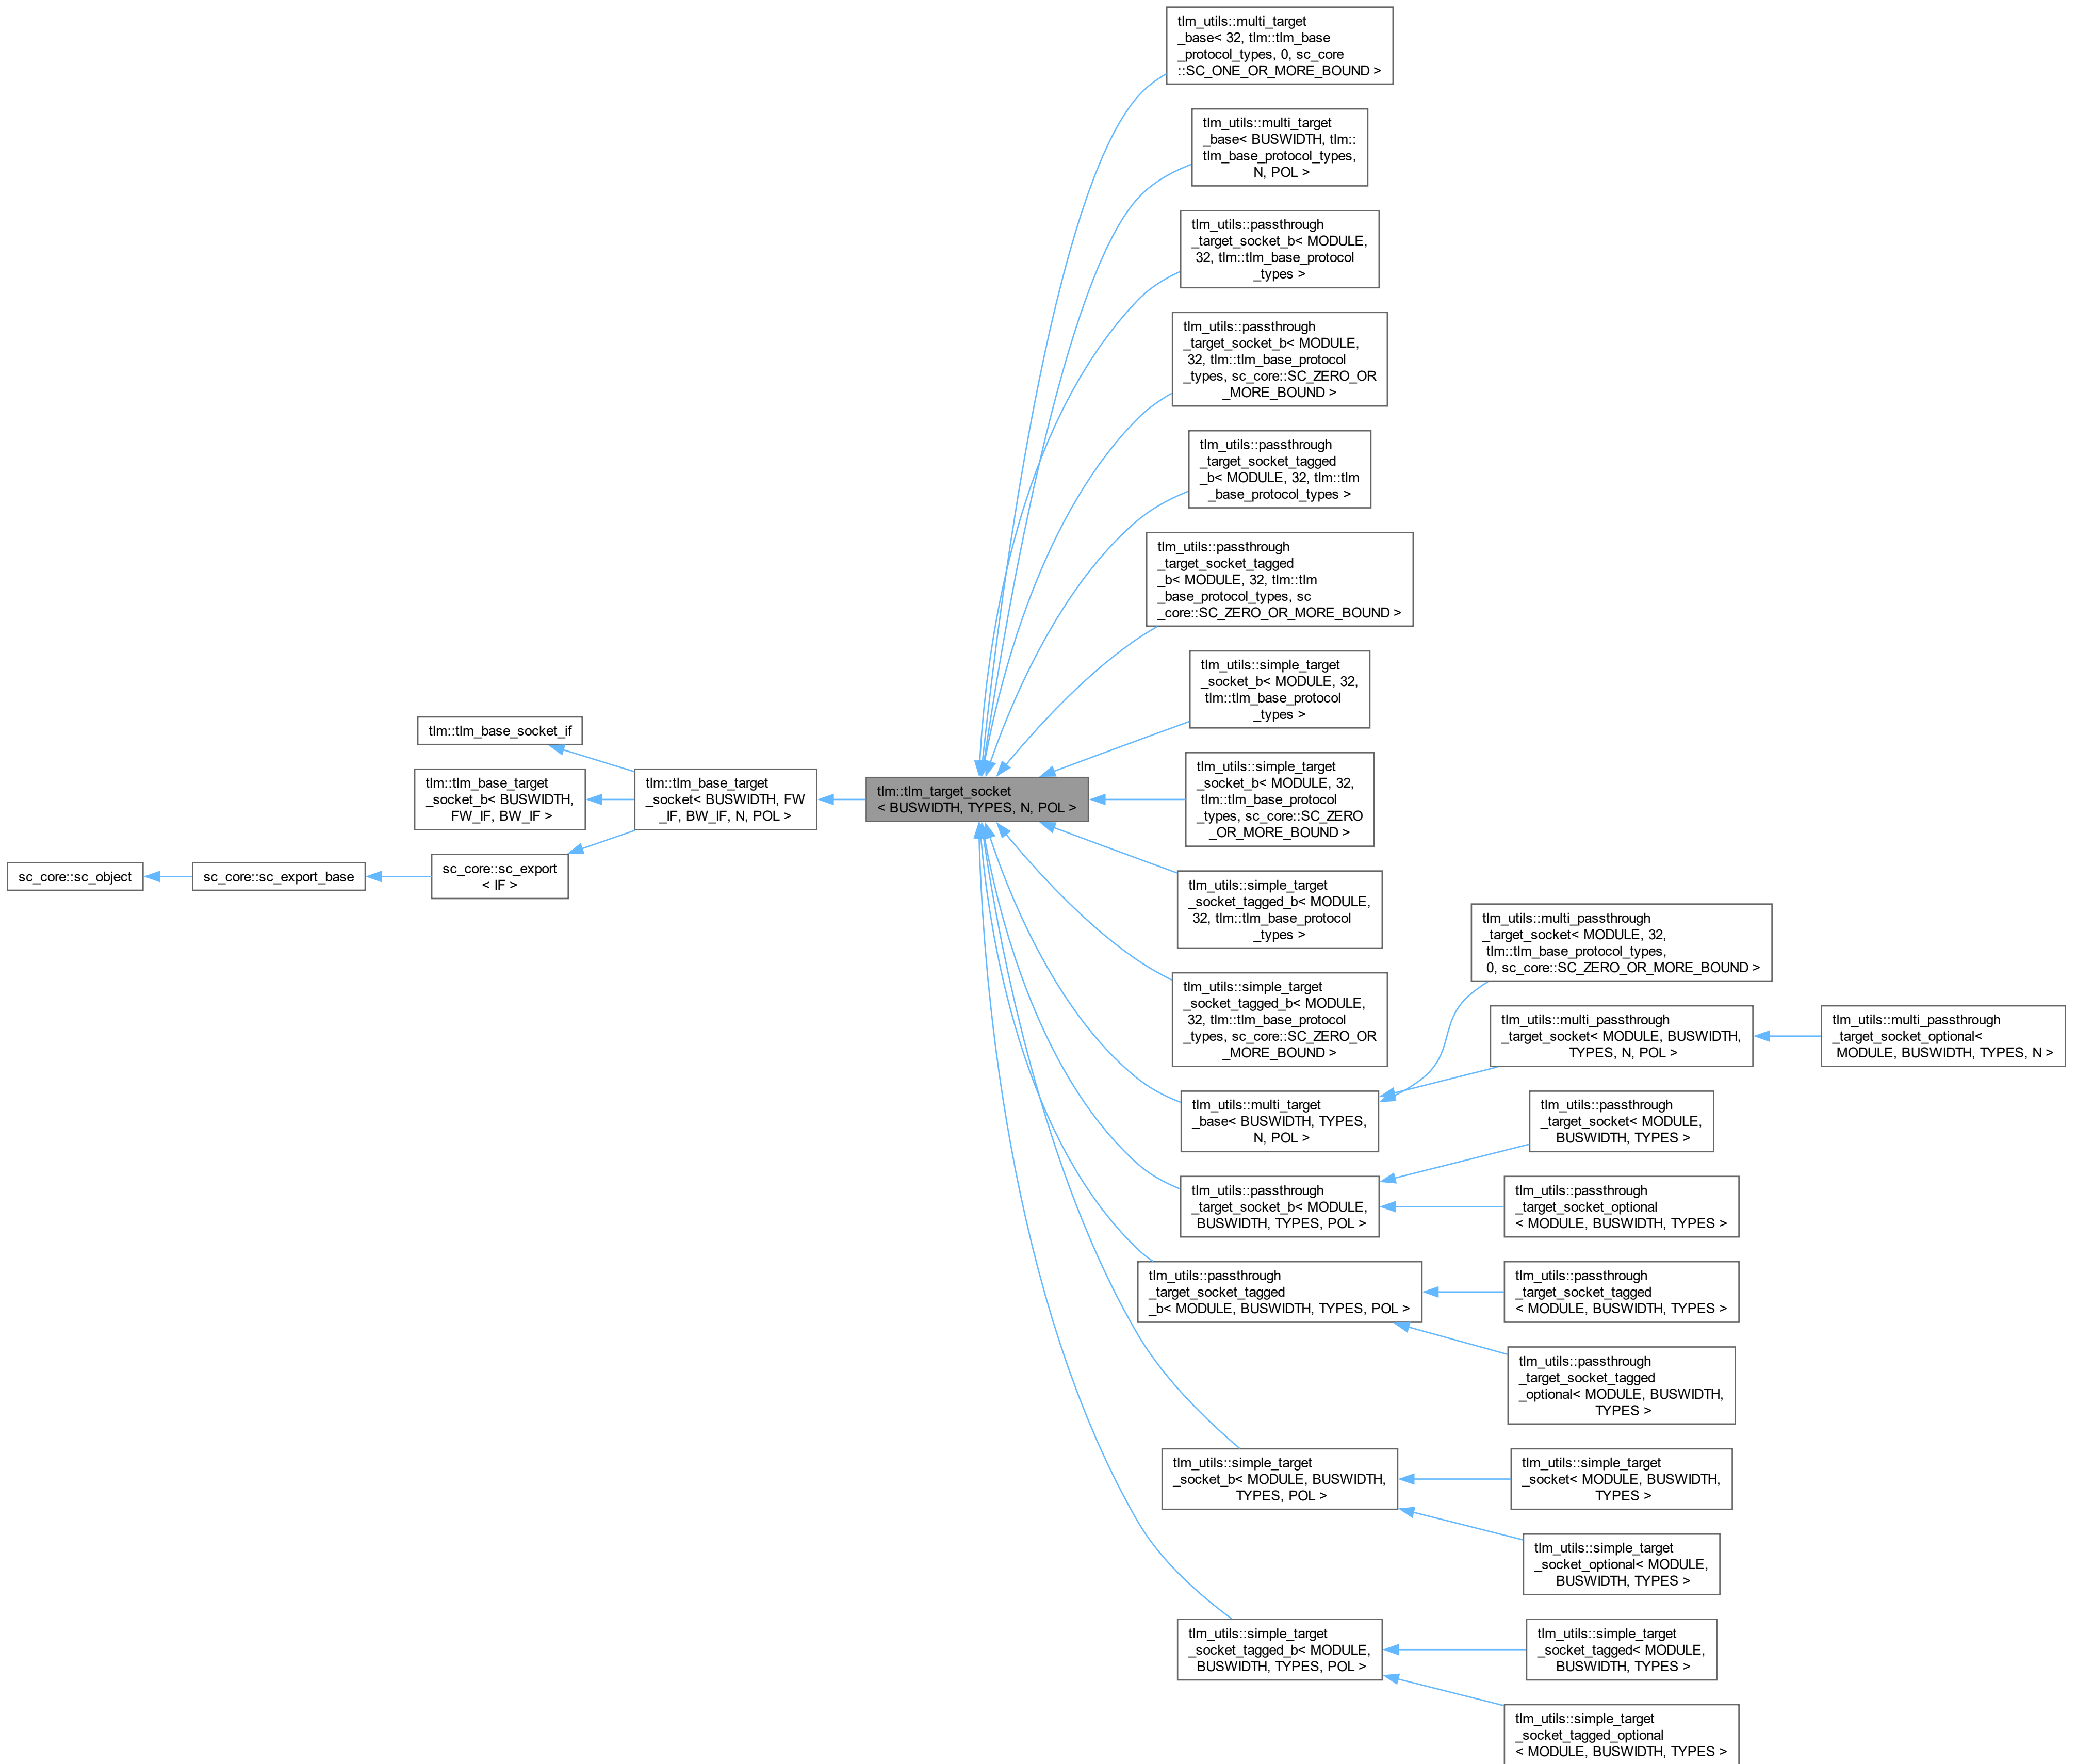 tlm_utils::multi_target
_base< 32, tlm::tlm_base
_protocol_types, 0, sc_core
::SC_ONE_OR_MORE_BOUND >
tlm_utils::multi_target
_base< BUSWIDTH, tlm::
tlm_base_protocol_types,
N, POL >
tlm_utils::passthrough
_target_socket_b< MODULE,
32, tlm::tlm_base_protocol
_types >
tlm_utils::passthrough
_target_socket_b< MODULE,
32, tlm::tlm_base_protocol
_types, sc_core::SC_ZERO_OR
_MORE_BOUND >
tlm_utils::passthrough
_target_socket_tagged
_b< MODULE, 32, tlm::tlm
_base_protocol_types >
tlm_utils::passthrough
_target_socket_tagged
_b< MODULE, 32, tlm::tlm
_base_protocol_types, sc
_core::SC_ZERO_OR_MORE_BOUND >
tlm_utils::simple_target
_socket_b< MODULE, 32,
tlm::tlm_base_protocol
_types >
tlm::tlm_base_socket_if
tlm::tlm_base_target
_socket_b< BUSWIDTH,
FW_IF, BW_IF >
tlm::tlm_base_target
_socket< BUSWIDTH, FW
_IF, BW_IF, N, POL >
tlm::tlm_target_socket
< BUSWIDTH, TYPES, N, POL >
tlm_utils::simple_target
_socket_b< MODULE, 32,
tlm::tlm_base_protocol
_types, sc_core::SC_ZERO
_OR_MORE_BOUND >
sc_core::sc_object
sc_core::sc_export_base
sc_core::sc_export
< IF >
tlm_utils::simple_target
_socket_tagged_b< MODULE,
32, tlm::tlm_base_protocol
_types >
tlm_utils::simple_target
_socket_tagged_b< MODULE,
32, tlm::tlm_base_protocol
_types, sc_core::SC_ZERO_OR
_MORE_BOUND >
tlm_utils::multi_passthrough
_target_socket< MODULE, 32,
tlm::tlm_base_protocol_types,
0, sc_core::SC_ZERO_OR_MORE_BOUND >
tlm_utils::multi_passthrough
_target_socket< MODULE, BUSWIDTH,
TYPES, N, POL >
tlm_utils::multi_passthrough
_target_socket_optional<
MODULE, BUSWIDTH, TYPES, N >
tlm_utils::multi_target
_base< BUSWIDTH, TYPES,
N, POL >
tlm_utils::passthrough
_target_socket< MODULE,
BUSWIDTH, TYPES >
tlm_utils::passthrough
_target_socket_b< MODULE,
BUSWIDTH, TYPES, POL >
tlm_utils::passthrough
_target_socket_optional
< MODULE, BUSWIDTH, TYPES >
tlm_utils::passthrough
_target_socket_tagged
_b< MODULE, BUSWIDTH, TYPES, POL >
tlm_utils::passthrough
_target_socket_tagged
< MODULE, BUSWIDTH, TYPES >
tlm_utils::passthrough
_target_socket_tagged
_optional< MODULE, BUSWIDTH,
TYPES >
tlm_utils::simple_target
_socket_b< MODULE, BUSWIDTH,
TYPES, POL >
tlm_utils::simple_target
_socket< MODULE, BUSWIDTH,
TYPES >
tlm_utils::simple_target
_socket_optional< MODULE,
BUSWIDTH, TYPES >
tlm_utils::simple_target
_socket_tagged_b< MODULE,
BUSWIDTH, TYPES, POL >
tlm_utils::simple_target
_socket_tagged< MODULE,
BUSWIDTH, TYPES >
tlm_utils::simple_target
_socket_tagged_optional
< MODULE, BUSWIDTH, TYPES >